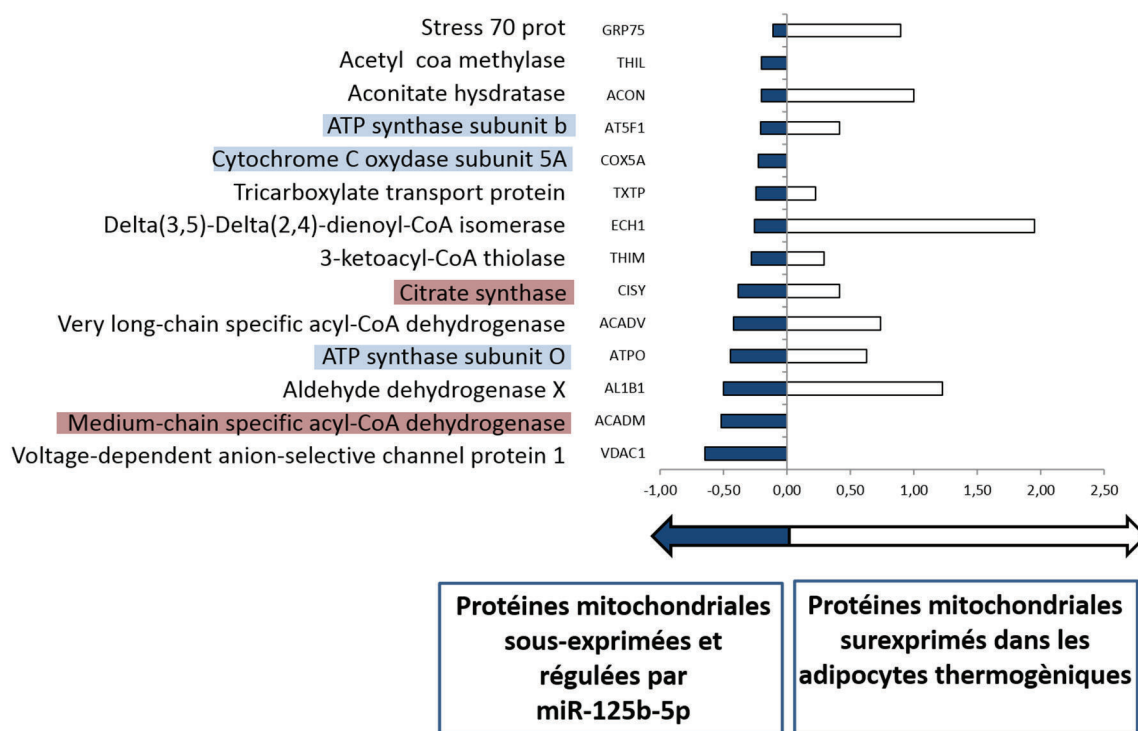 Stress 70 prot GRP75
Acetyl coa methylase THIL
Aconitate hysdratase ACON
ATP synthase subunit b AT5F1
Cytochrome C oxydase subunit 5A COX5A
Tricarboxylate transport protein TXTP
Delta(3,5)-Delta(2,4)-dienoyl-CoA isomerase ECH1
3-ketoacyl-CoA thiolase THIM
Citrate synthase CISY
Very long-chain specific acyl-CoA dehydrogenase ACADV
ATP synthase subunit O ATPO
Aldehyde dehydrogenase X AL1B1
Medium-chain specific acyl-CoA dehydrogenase ACADM
Voltage-dependent anion-selective channel protein 1 VDAC1
-1,00 -0,50 0,00 0,50 1,00 1,50 2,00 2,50
Protéines mitochondriales
sous-exprimées et
régulées par
miR-125b-5p
Protéines mitochondriales
surexprimés dans les
adipocytes thermogèniques